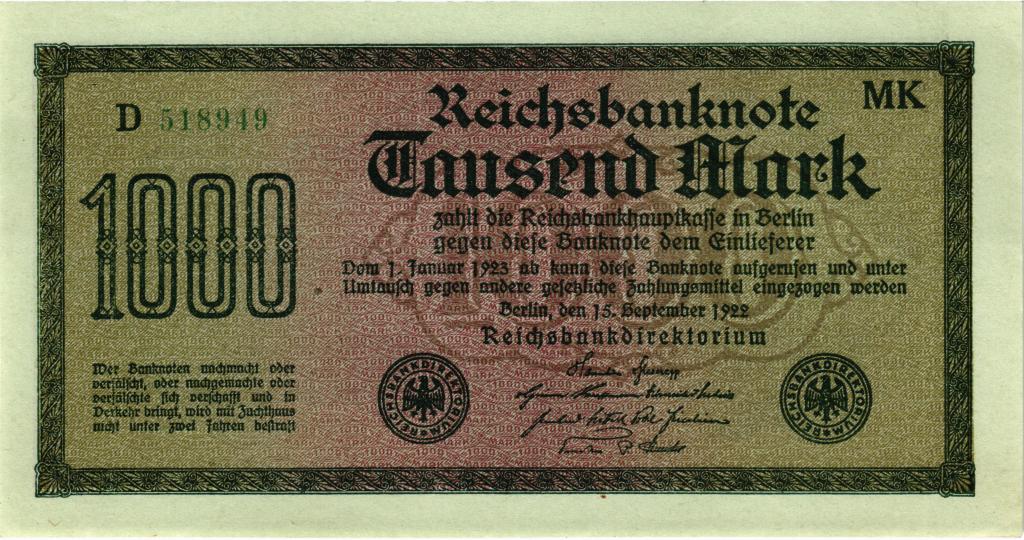 D 518949
MK
Reichsbanknote
Tausend Mark
1000
zahlt die Reichsbankhauptkasse in Berlin
gegen diese Banknote dem Einlieferer
Vom 1. Januar 1923 ab kann diese Banknote aufgerufen und unter
Umtausch gegen andere gesetzliche Zahlungsmittel eingezogen werden
Berlin, den 15. September 1922
Reichsbankdirektorium
Wer Banknoten nachmacht oder
verfälscht, oder nachgemachte oder
verfälschte sich verschafft und in
Verkehr bringt, wird mit Zuchthaus
nicht unter zwei Jahren bestraft
REICHSBANKDIREKTORIUM
REICHSBANKDIREKTORIUM